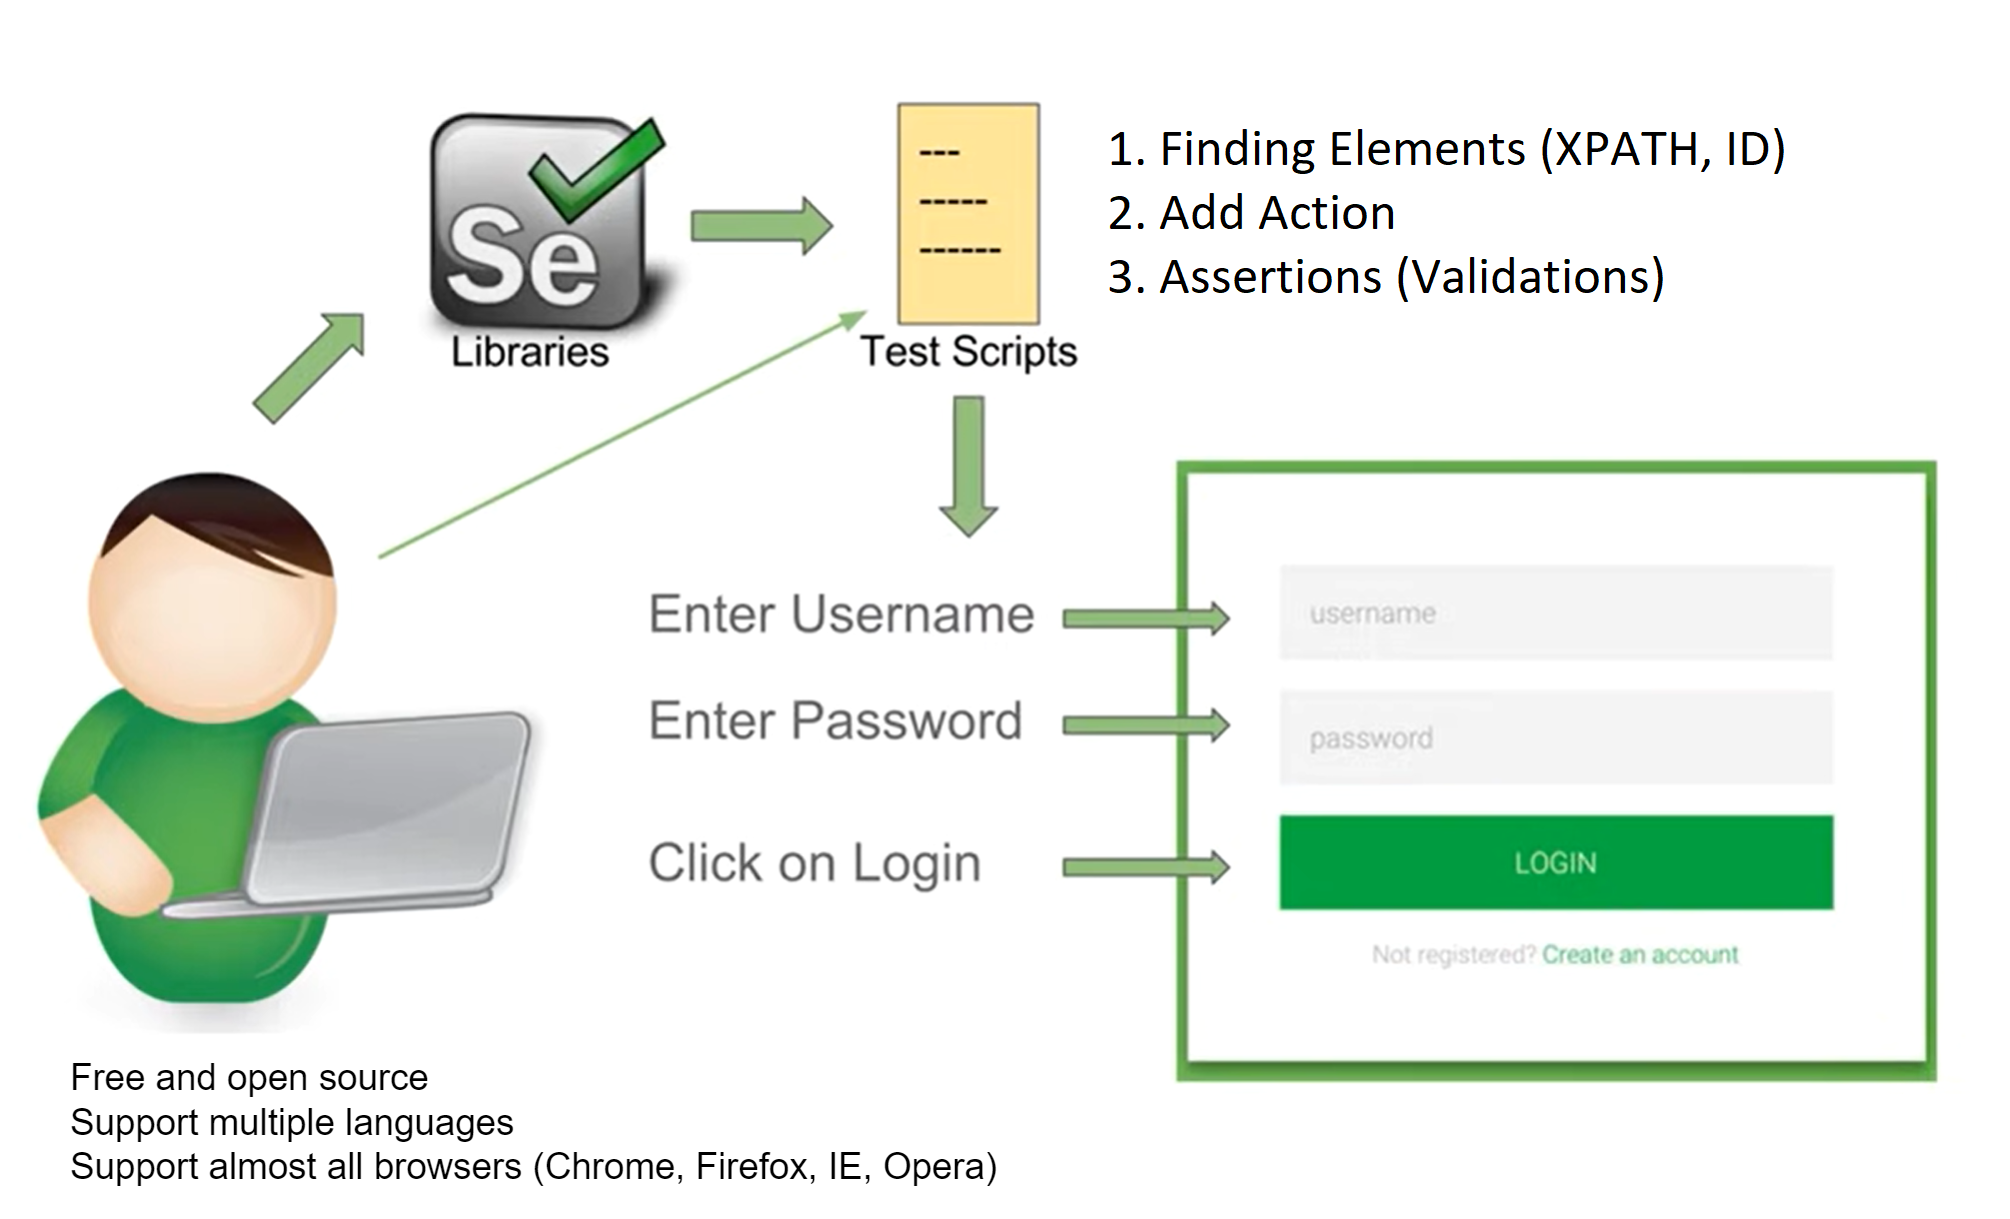 Se
Libraries
Test Scripts
1. Finding Elements (XPATH, ID)
2. Add Action
3. Assertions (Validations)
Enter Username
Enter Password
Click on Login
username
password
LOGIN
Not registered? Create an account
Free and open source
Support multiple languages
Support almost all browsers (Chrome, Firefox, IE, Opera)